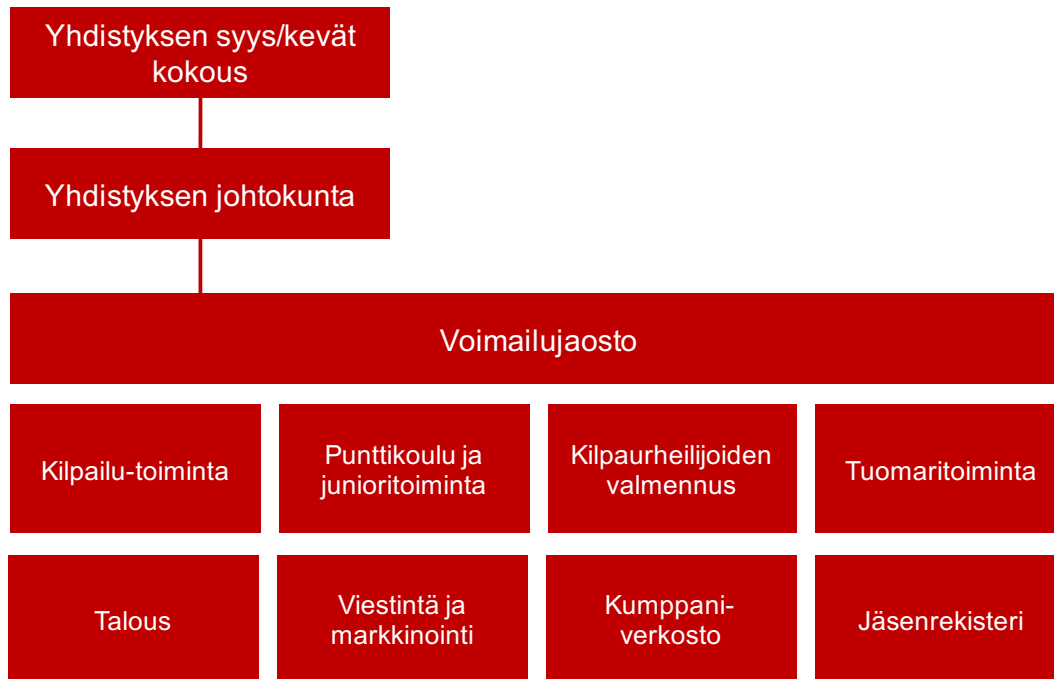 Yhdistyksen syys/kevät
kokous
Yhdistyksen johtokunta
Voimailujaosto
Kilpailu-toiminta
Punttikoulu ja
junioritoiminta
Kilpaurheilijoiden
valmennus
Tuomaritoiminta
Talous
Viestintä ja
markkinointi
Kumppani-
verkosto
Jäsenrekisteri